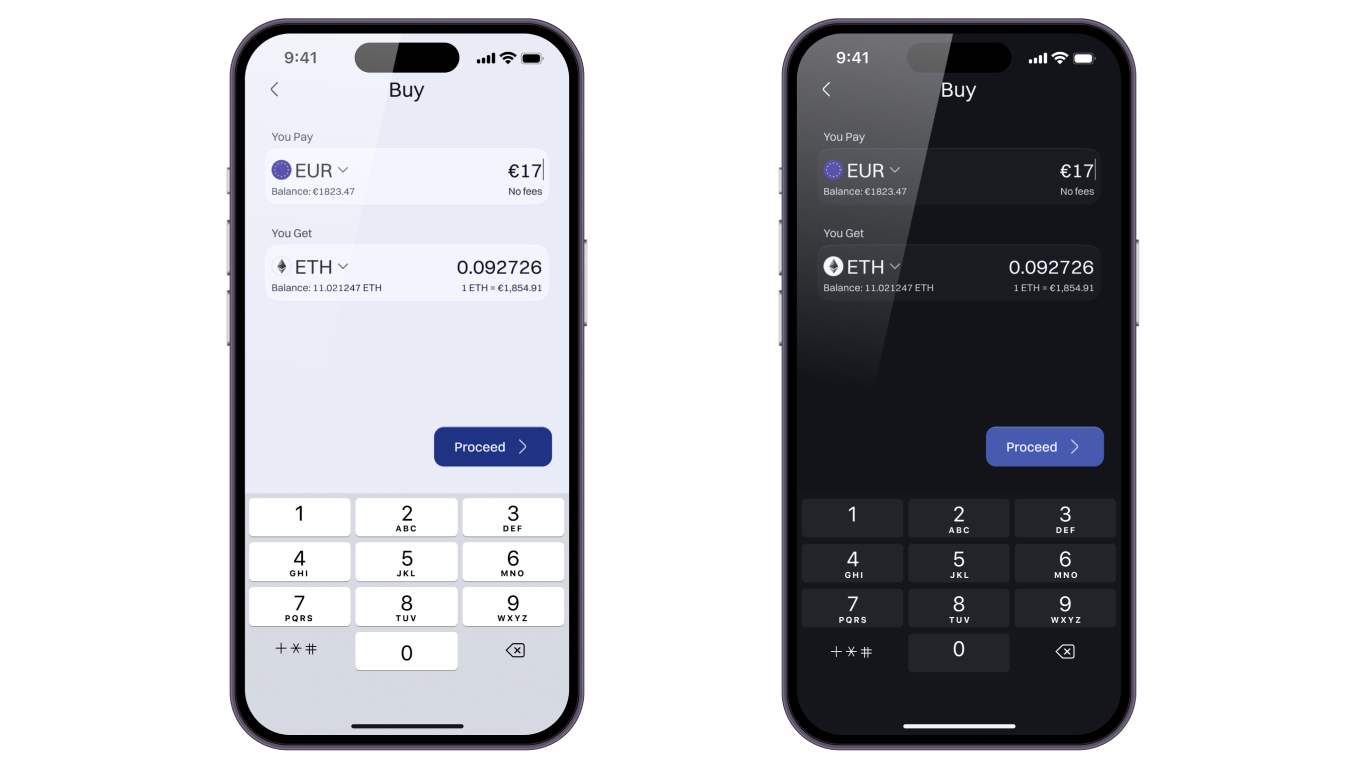 9:41
Buy
You Pay
EUR €17
Balance: €1823.47 No fees
You Get
ETH 0.092726
Balance: 11.021247 ETH 1 ETH = €1,854.91
Proceed
1 2 3
ABC DEF
4 5 6
GHI JKL MNO
7 8 9
PQRS TUV WXYZ
+*# 0
9:41
Buy
You Pay
EUR €17
Balance: €1823.47 No fees
You Get
ETH 0.092726
Balance: 11.021247 ETH 1 ETH = €1,854.91
Proceed
1 2 3
ABC DEF
4 5 6
GHI JKL MNO
7 8 9
PQRS TUV WXYZ
+*# 0